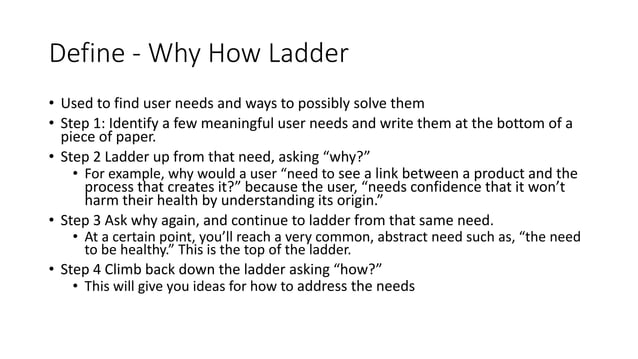 Define - Why How Ladder
• Used to find user needs and ways to possibly solve them
• Step 1: Identify a few meaningful user needs and write them at the bottom of a
piece of paper.
• Step 2 Ladder up from that need, asking “why?”
• For example, why would a user “need to see a link between a product and the
process that creates it?” because the user, “needs confidence that it won’t
harm their health by understanding its origin.”
• Step 3 Ask why again, and continue to ladder from that same need.
• At a certain point, you’ll reach a very common, abstract need such as, “the need
to be healthy.” This is the top of the ladder.
• Step 4 Climb back down the ladder asking “how?”
• This will give you ideas for how to address the needs